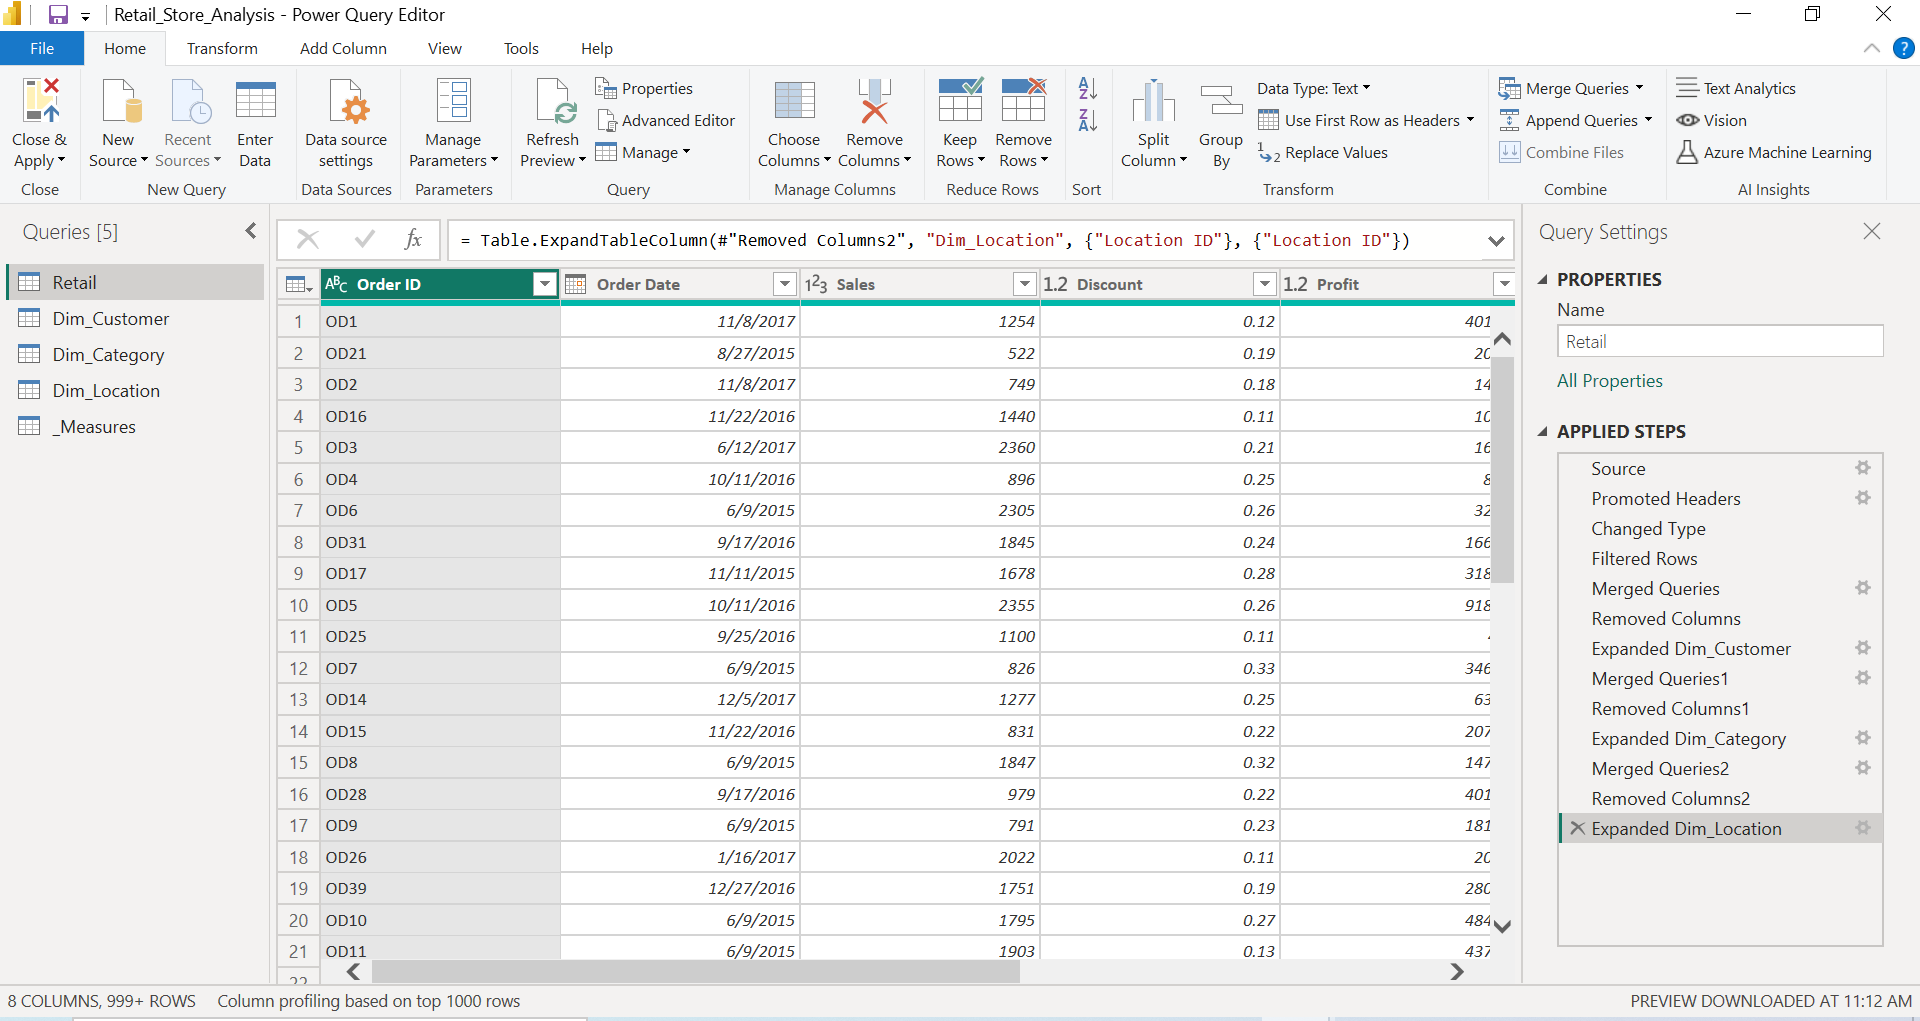 Retail_Store_Analysis - Power Query Editor
File Home Transform Add Column View Tools Help
Close & Apply
New Source
Recent Sources
Enter Data
Data source settings
Manage Parameters
Refresh Preview
Properties
Advanced Editor
Manage
Choose Columns
Remove Columns
Keep Rows
Remove Rows
Split Column
Group By
Data Type: Text
Use First Row as Headers
Replace Values
Merge Queries
Append Queries
Combine Files
Text Analytics
Vision
Azure Machine Learning
Close New Query Data Sources Parameters Query Manage Columns Reduce Rows Sort Transform Combine AI Insights
Queries [5]
Retail
Dim_Customer
Dim_Category
Dim_Location
_Measures
fx = Table.ExpandTableColumn(#"Removed Columns2", "Dim_Location", {"Location ID"}, {"Location ID"})
ABC Order ID Order Date 123 Sales 1.2 Discount 1.2 Profit
1 OD1 11/8/2017 1254 0.12 401
2 OD21 8/27/2015 522 0.19 20
3 OD2 11/8/2017 749 0.18 14
4 OD16 11/22/2016 1440 0.11 10
5 OD3 6/12/2017 2360 0.21 16
6 OD4 10/11/2016 896 0.25 8
7 OD6 6/9/2015 2305 0.26 32
8 OD31 9/17/2016 1845 0.24 166
9 OD17 11/11/2015 1678 0.28 318
10 OD5 10/11/2016 2355 0.26 918
11 OD25 9/25/2016 1100 0.11
12 OD7 6/9/2015 826 0.33 346
13 OD14 12/5/2017 1277 0.25 63
14 OD15 11/22/2016 831 0.22 207
15 OD8 6/9/2015 1847 0.32 147
16 OD28 9/17/2016 979 0.22 401
17 OD9 6/9/2015 791 0.23 181
18 OD26 1/16/2017 2022 0.11 20
19 OD39 12/27/2016 1751 0.19 280
20 OD10 6/9/2015 1795 0.27 484
21 OD11 6/9/2015 1903 0.13 437
22
Query Settings
PROPERTIES
Name
Retail
All Properties
APPLIED STEPS
Source
Promoted Headers
Changed Type
Filtered Rows
Merged Queries
Removed Columns
Expanded Dim_Customer
Merged Queries1
Removed Columns1
Expanded Dim_Category
Merged Queries2
Removed Columns2
Expanded Dim_Location
8 COLUMNS, 999+ ROWS Column profiling based on top 1000 rows PREVIEW DOWNLOADED AT 11:12 AM